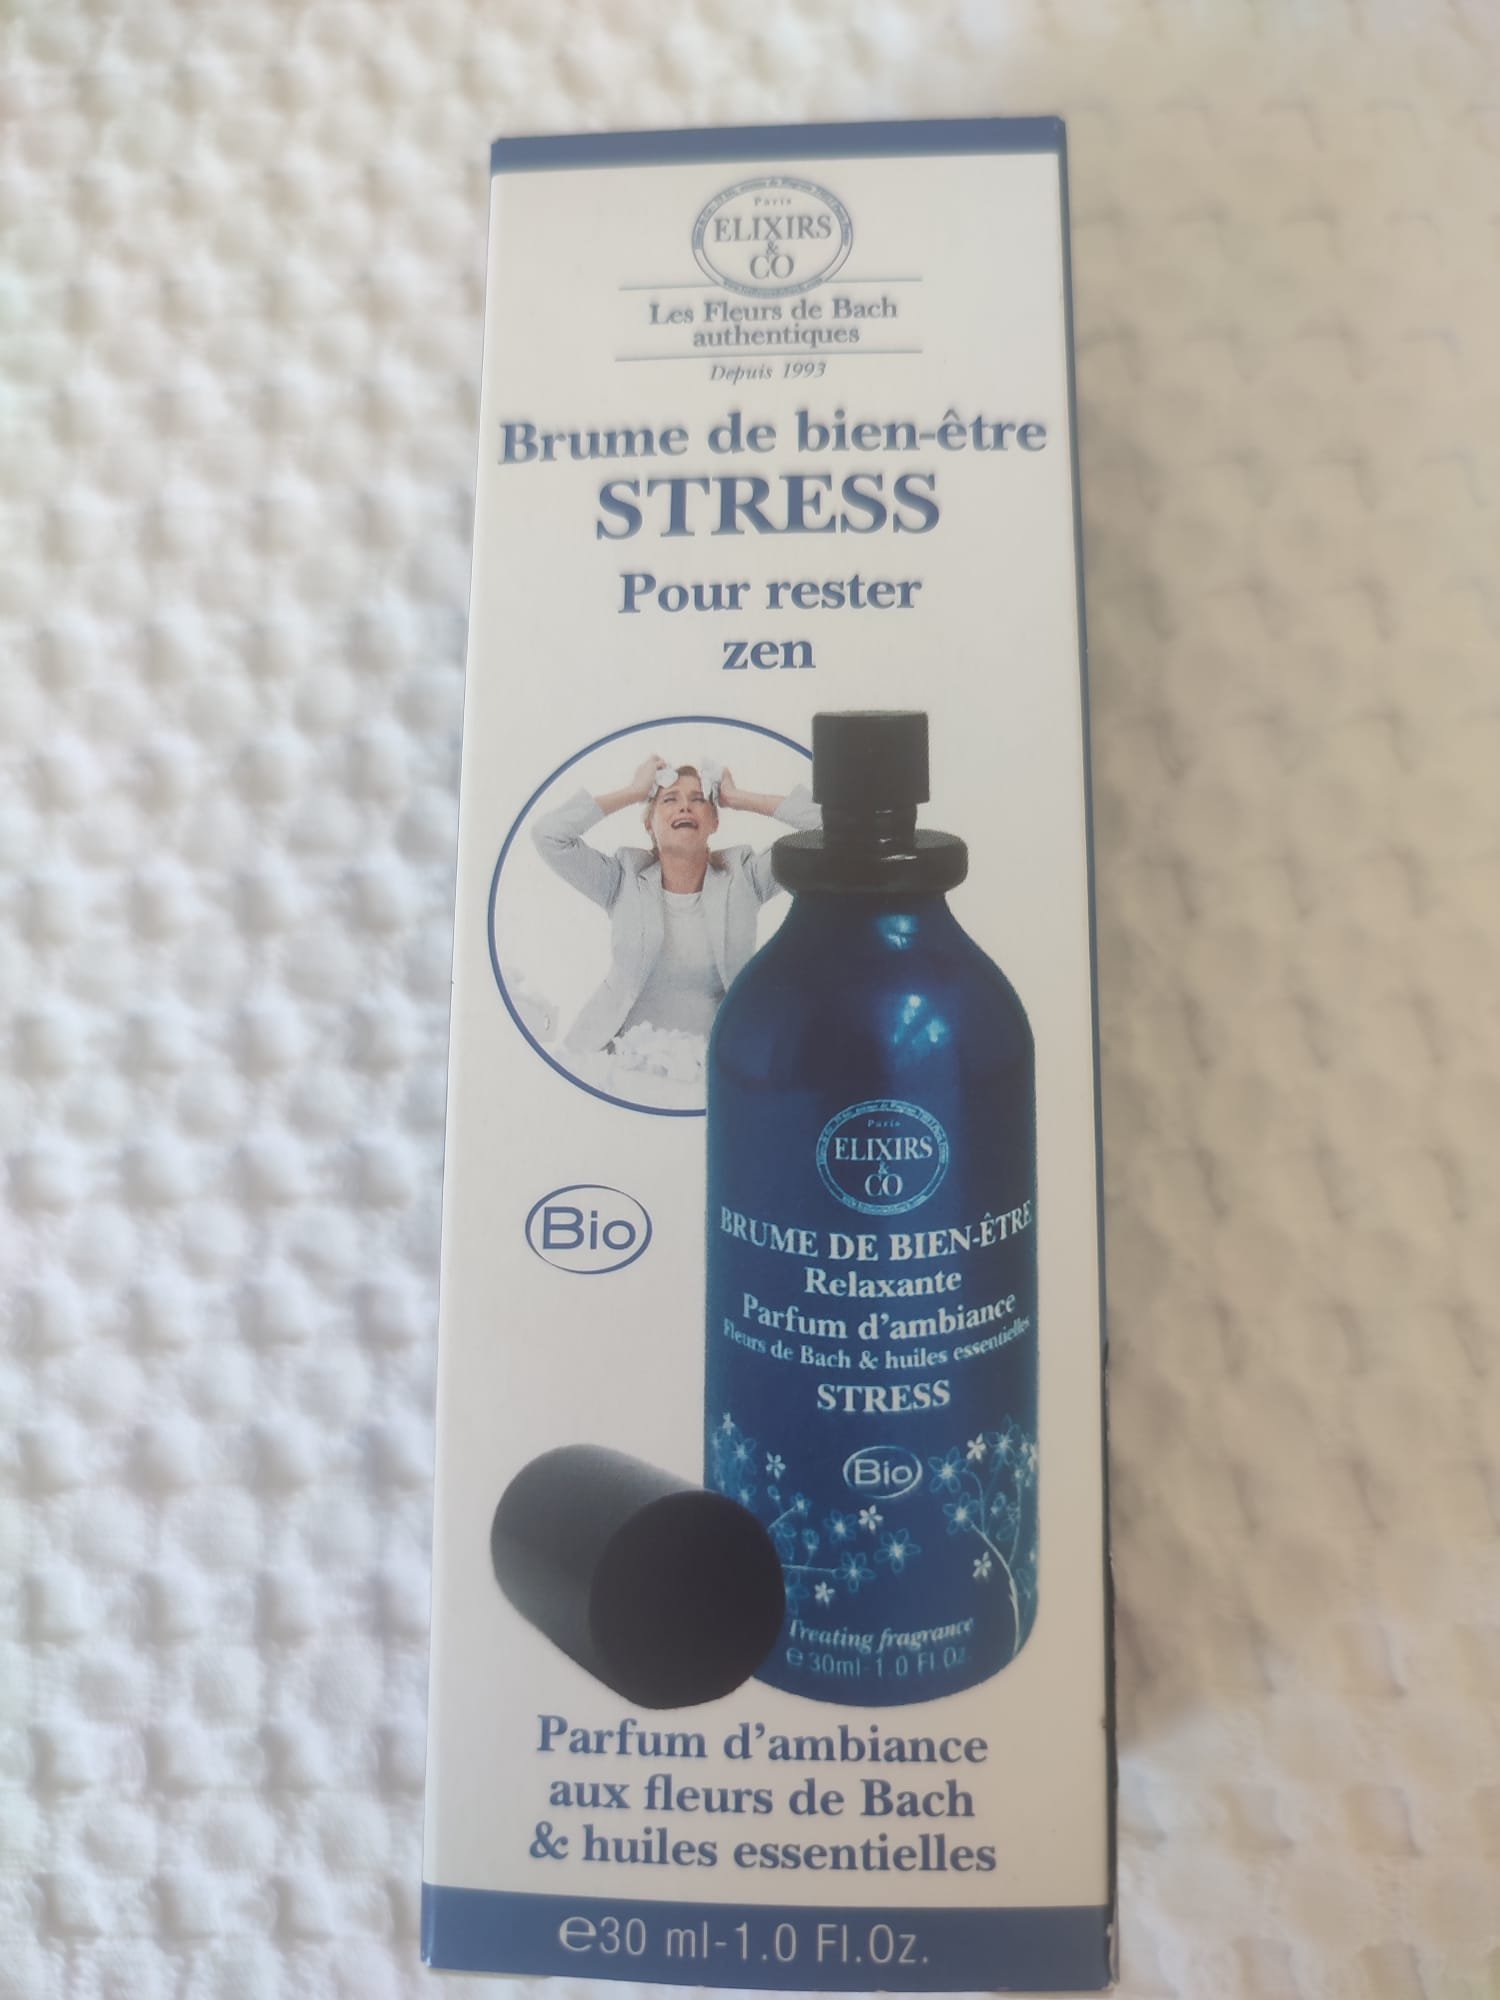 Paris
ELIXIRS
&
CO
Les Fleurs de Bach
authentiques
Depuis 1993
Brume de bien-être
STRESS
Pour rester
zen
Bio
Paris
ELIXIRS
&
CO
BRUME DE BIEN-ÊTRE
Relaxante
Parfum d'ambiance
Fleurs de Bach & huiles essentielles
STRESS
Bio
Treating fragrance
℮30ml-1.0 Fl Oz.
Parfum d'ambiance
aux fleurs de Bach
& huiles essentielles
℮30 ml-1.0 Fl.Oz.